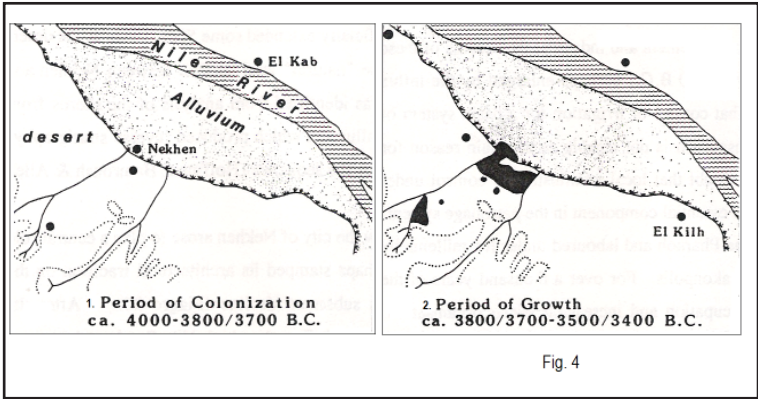 Nile River
El Kab
Alluvium
desert
Nekhen
1. Period of Colonization
ca. 4000-3800/3700 B.C.
El Kilh
2. Period of Growth
ca. 3800/3700-3500/3400 B.C.
Fig. 4